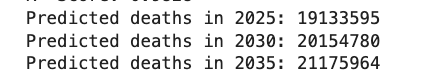 Predicted deaths in 2025: 19133595
Predicted deaths in 2030: 20154780
Predicted deaths in 2035: 21175964